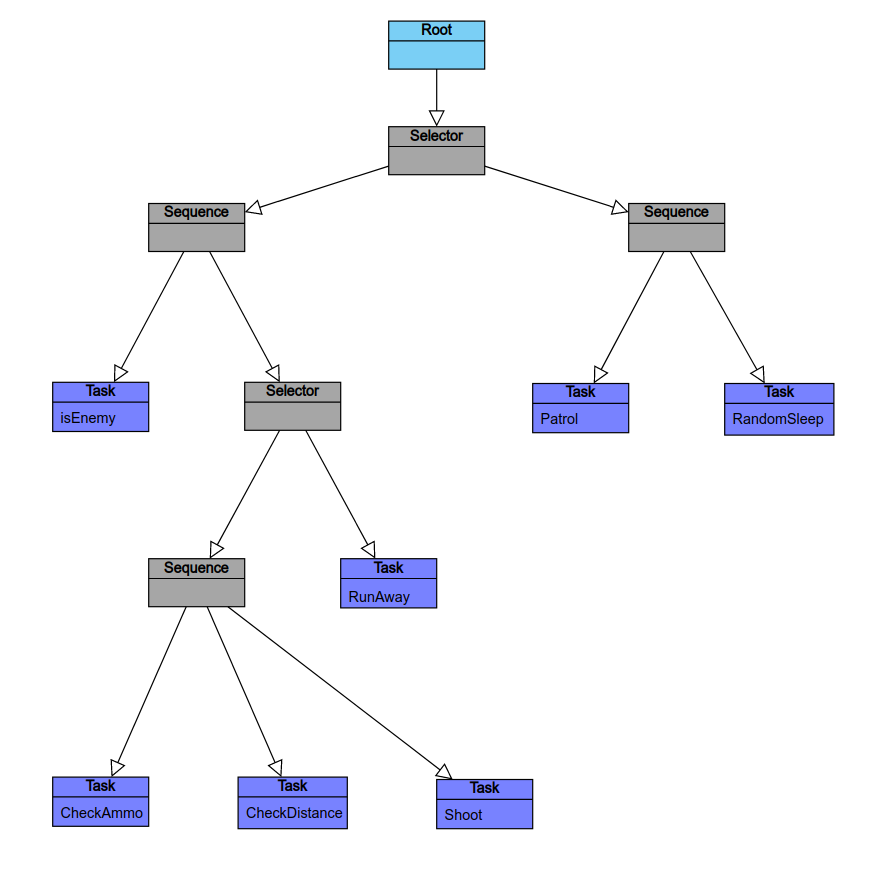 Root
Selector
Sequence
Sequence
Task
isEnemy
Selector
Task
Patrol
Task
RandomSleep
Sequence
Task
RunAway
Task
CheckAmmo
Task
CheckDistance
Task
Shoot